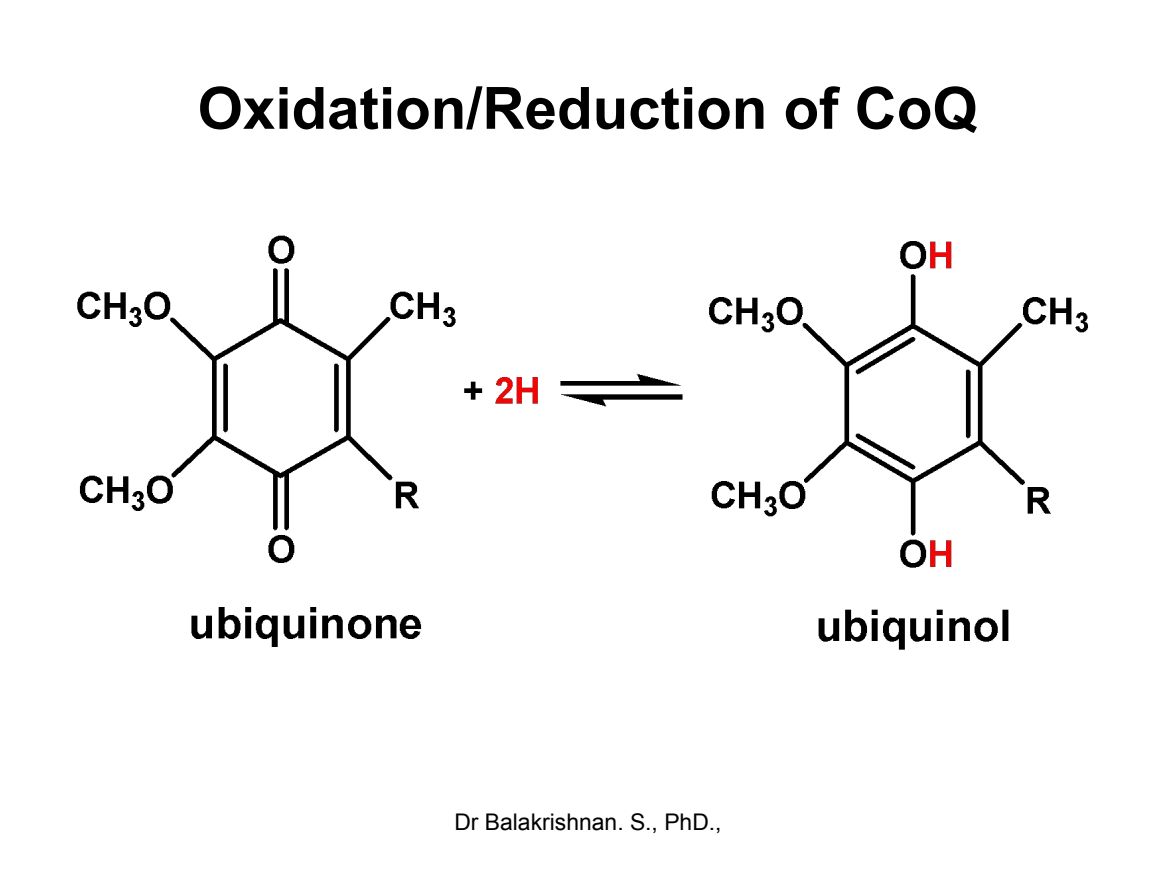 Oxidation/Reduction of CoQ
O
OH
CH₃O
CH₃
CH₃O
CH₃
+ 2H
CH₃O
R
CH₃O
R
O
OH
ubiquinone
ubiquinol
Dr Balakrishnan. S., PhD.,